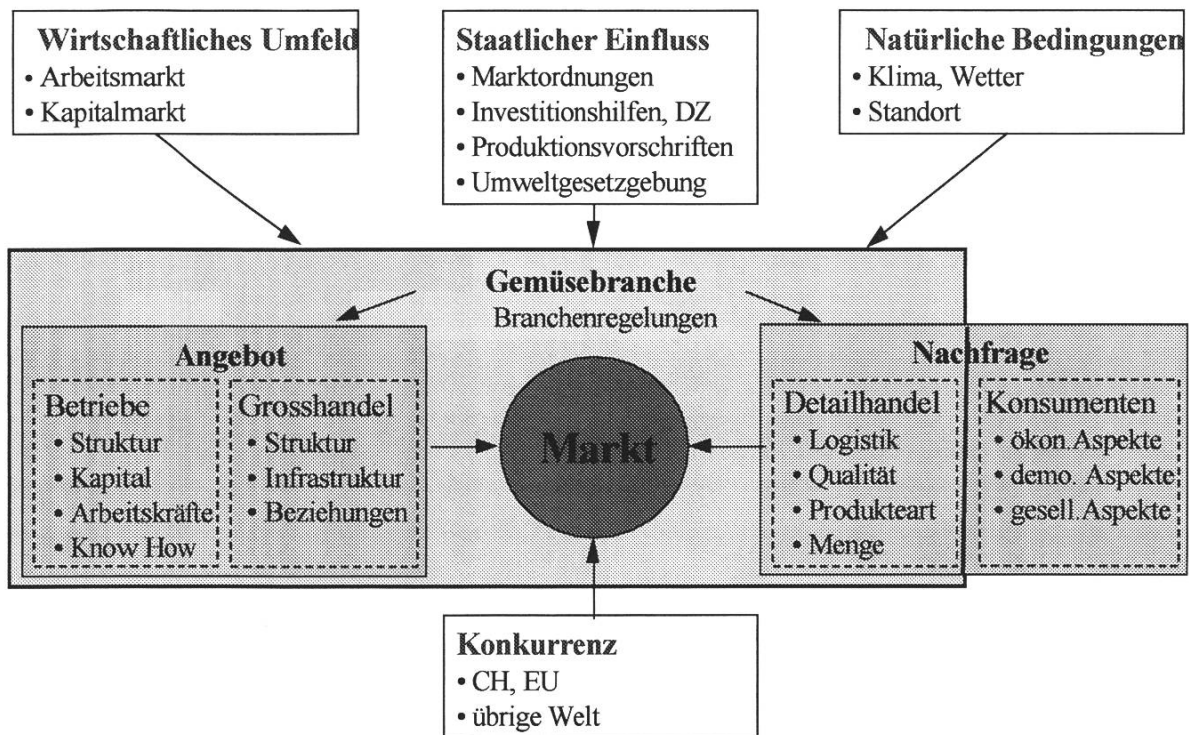 Wirtschaftliches Umfeld
• Arbeitsmarkt
• Kapitalmarkt
Staatlicher Einfluss
• Marktordnungen
• Investitionshilfen, DZ
• Produktionsvorschriften
• Umweltgesetzgebung
Natürliche Bedingungen
• Klima, Wetter
• Standort
Gemüsebranche
Branchenregelungen
Angebot
Betriebe
• Struktur
• Kapital
• Arbeitskräfte
• Know How
Grosshandel
• Struktur
• Infrastruktur
• Beziehungen
Markt
Nachfrage
Detailhandel
• Logistik
• Qualität
• Produkteart
• Menge
Konsumenten
• ökon.Aspekte
• demo. Aspekte
• gesell.Aspekte
Konkurrenz
• CH, EU
• übrige Welt